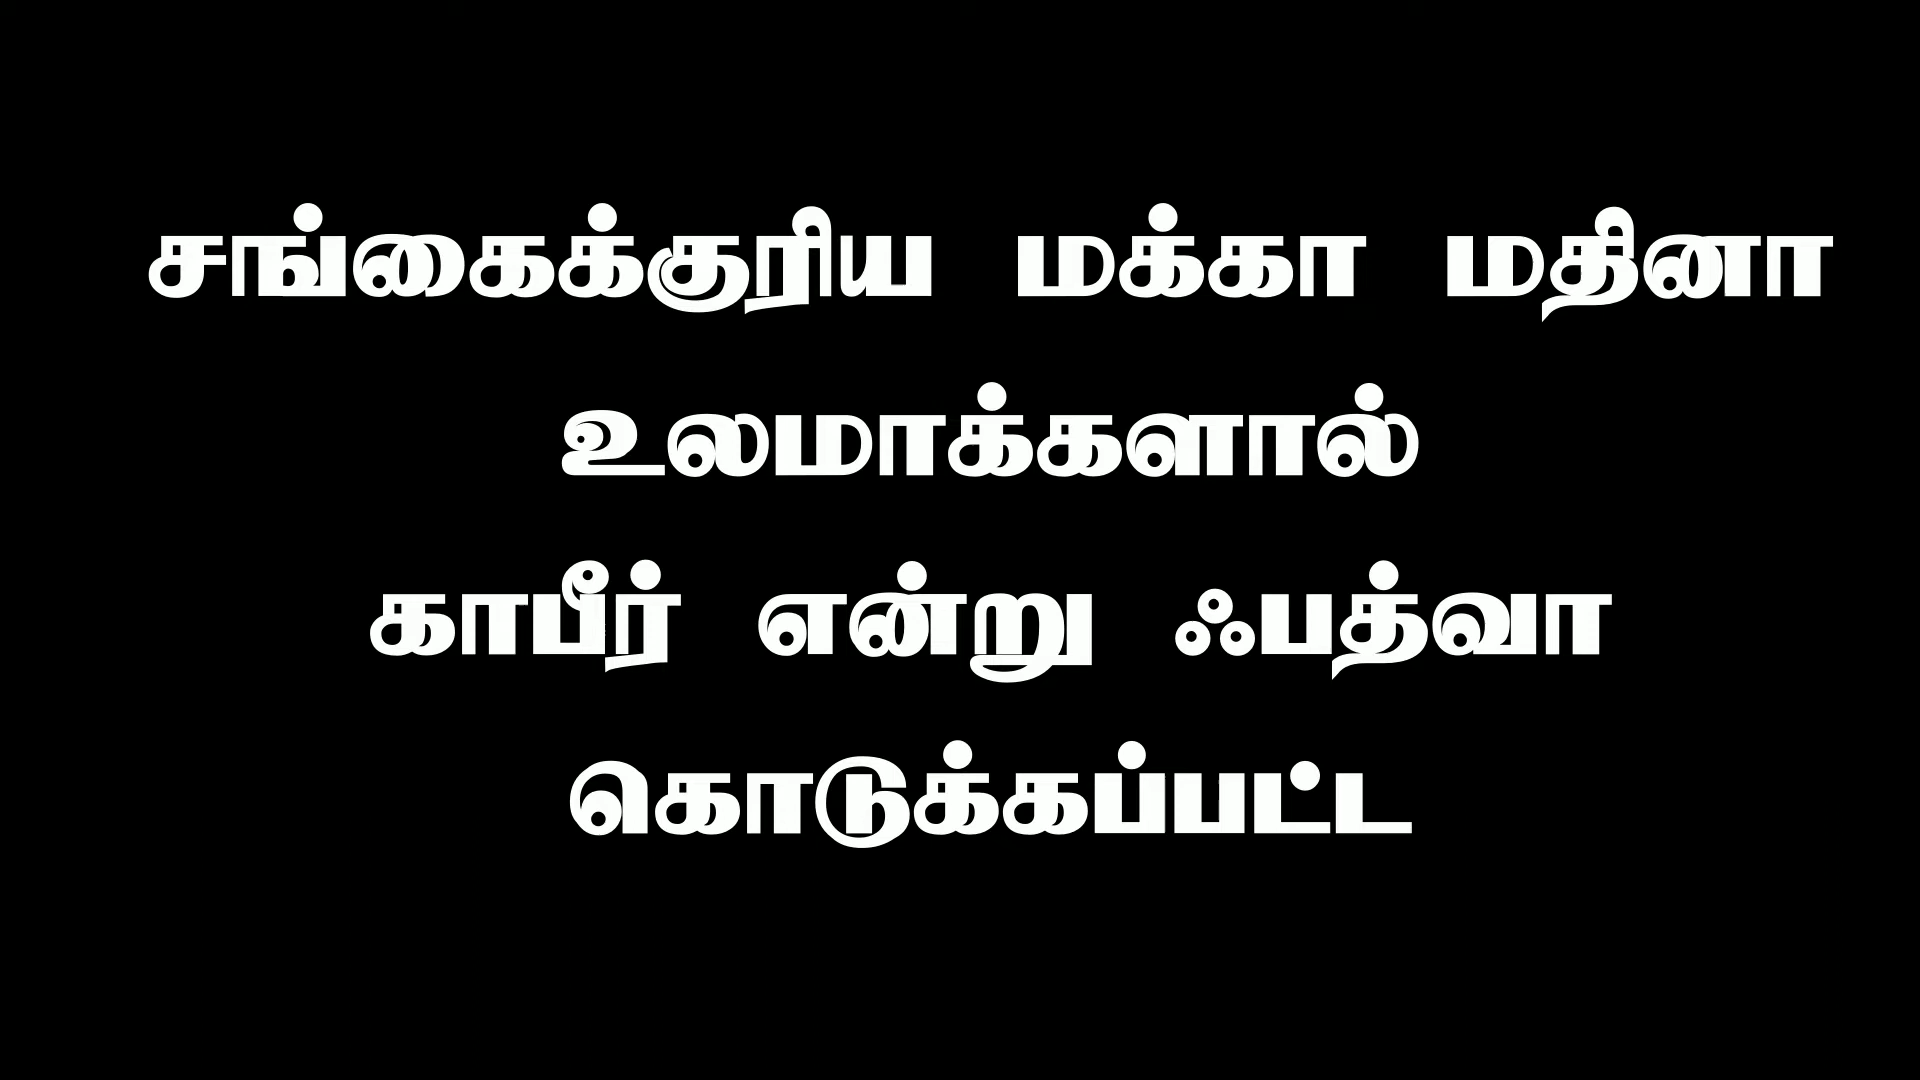 சங்கைக்குரிய மக்கா மதினா
உலமாக்களால்
காபீர் என்று ஃபத்வா
கொடுக்கப்பட்ட